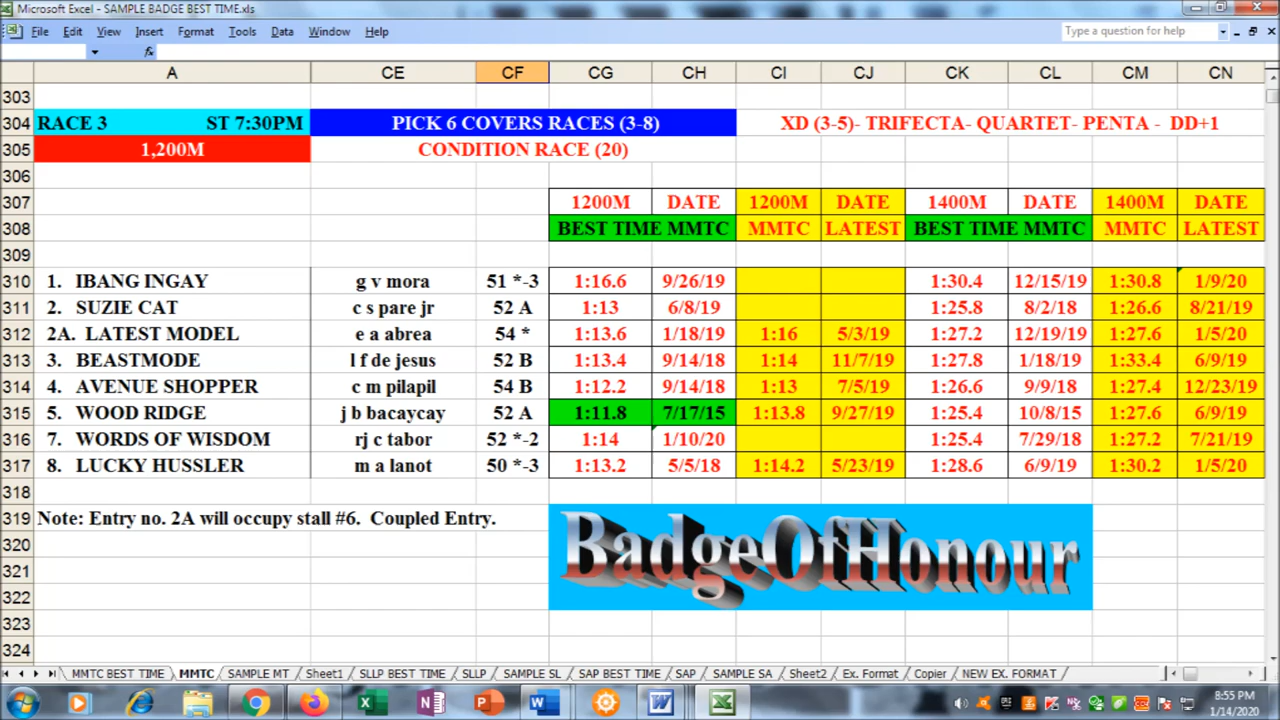 Microsoft Excel - SAMPLE BADGE BEST TIME.xls
File Edit View Insert Format Tools Data Window Help Type a question for help
fx
A CE CF CG CH CI CJ CK CL CM CN
303
304 RACE 3 ST 7:30PM PICK 6 COVERS RACES (3-8) XD (3-5)- TRIFECTA- QUARTET- PENTA - DD+1
305 1,200M CONDITION RACE (20)
306
307 1200M DATE 1200M DATE 1400M DATE 1400M DATE
308 BEST TIME MMTC MMTC LATEST BEST TIME MMTC MMTC LATEST
309
310 1. IBANG INGAY g v mora 51 *-3 1:16.6 9/26/19 1:30.4 12/15/19 1:30.8 1/9/20
311 2. SUZIE CAT c s pare jr 52 A 1:13 6/8/19 1:25.8 8/2/18 1:26.6 8/21/19
312 2A. LATEST MODEL e a abrea 54 * 1:13.6 1/18/19 1:16 5/3/19 1:27.2 12/19/19 1:27.6 1/5/20
313 3. BEASTMODE l f de jesus 52 B 1:13.4 9/14/18 1:14 11/7/19 1:27.8 1/18/19 1:33.4 6/9/19
314 4. AVENUE SHOPPER c m pilapil 54 B 1:12.2 9/14/18 1:13 7/5/19 1:26.6 9/9/18 1:27.4 12/23/19
315 5. WOOD RIDGE j b bacaycay 52 A 1:11.8 7/17/15 1:13.8 9/27/19 1:25.4 10/8/15 1:27.6 6/9/19
316 7. WORDS OF WISDOM rj c tabor 52 *-2 1:14 1/10/20 1:25.4 7/29/18 1:27.2 7/21/19
317 8. LUCKY HUSSLER m a lanot 50 *-3 1:13.2 5/5/18 1:14.2 5/23/19 1:28.6 6/9/19 1:30.2 1/5/20
318
319 Note: Entry no. 2A will occupy stall #6. Coupled Entry.
320
BadgeOfHonour
321
322
323
324
MMTC BEST TIME MMTC SAMPLE MT Sheet1 SLLP BEST TIME SLLP SAMPLE SL SAP BEST TIME SAP SAMPLE SA Sheet2 Ex. Format Copier NEW EX. FORMAT
8:55 PM
1/14/2020